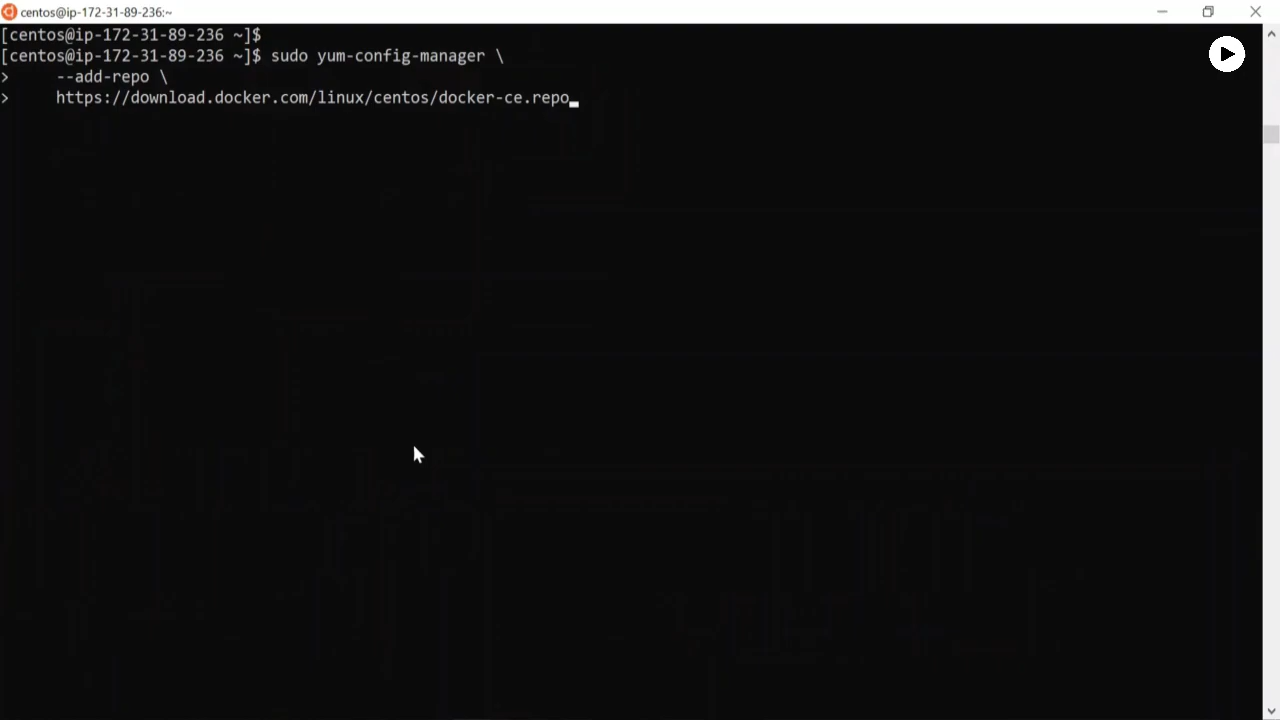 centos@ip-172-31-89-236:~
[centos@ip-172-31-89-236 ~]$
[centos@ip-172-31-89-236 ~]$ sudo yum-config-manager \
>     --add-repo \
>     https://download.docker.com/linux/centos/docker-ce.repo